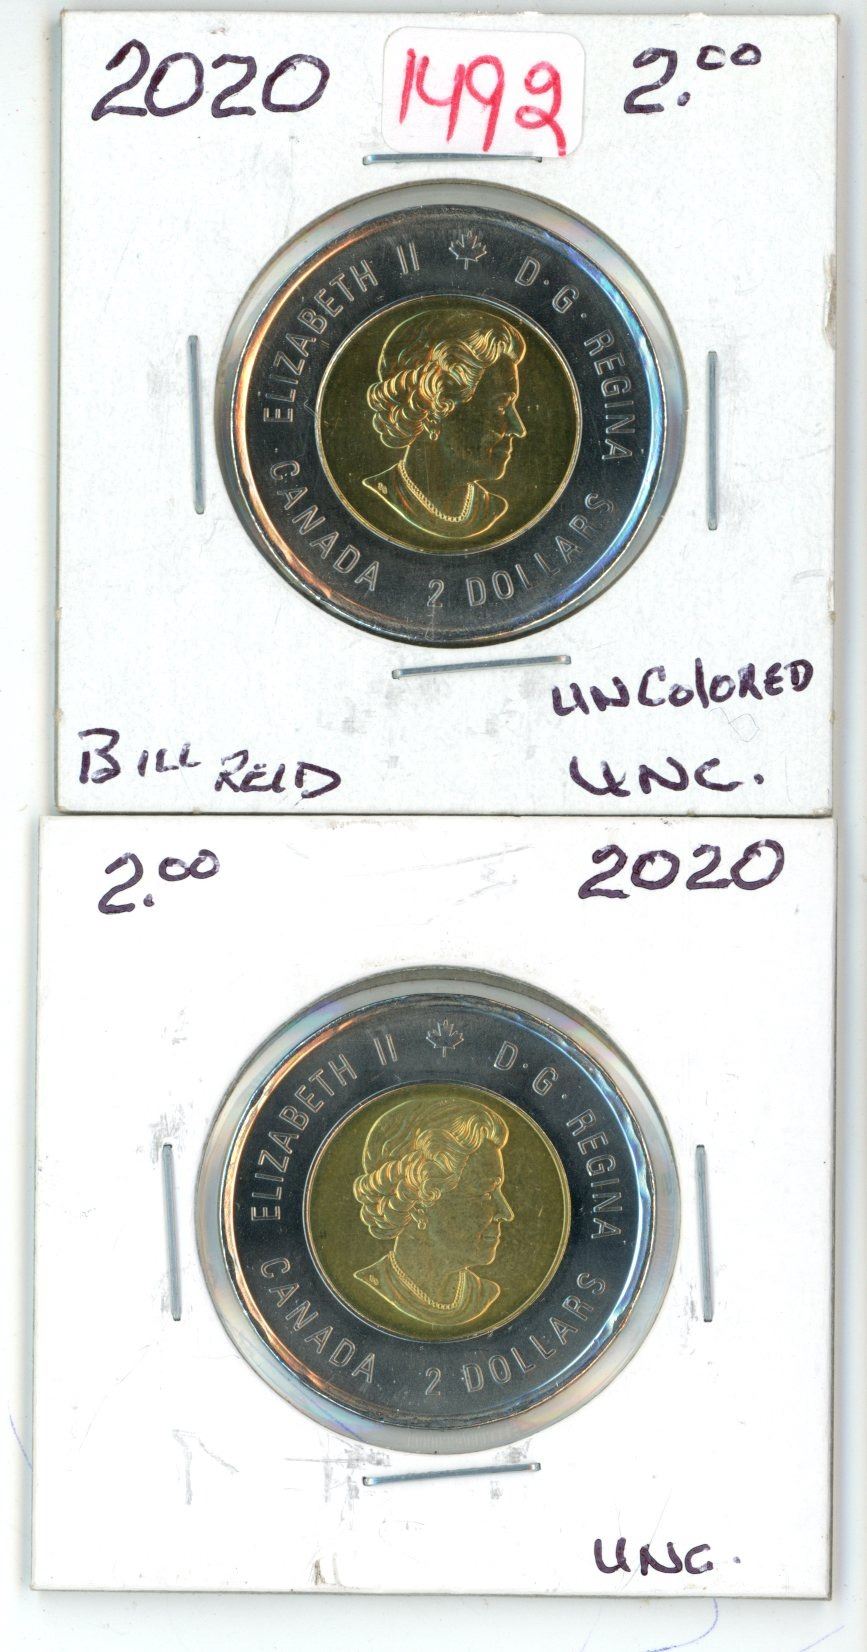 2020 1492 2.00
ELIZABETH II D·G·REGINA
CANADA 2 DOLLARS
UNCOLORED
BILL REID UNC.
2.00 2020
ELIZABETH II D·G·REGINA
CANADA 2 DOLLARS
UNC.